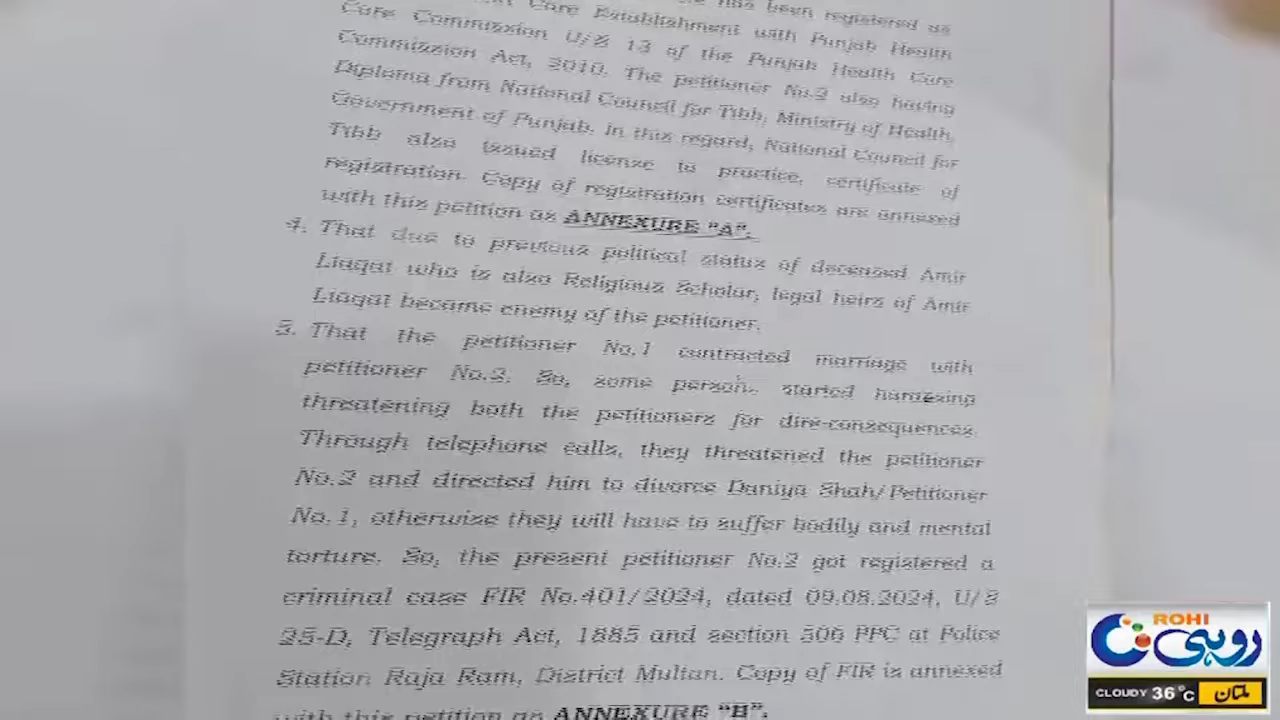 has been registered as
Care Establishment with Punjab Health
Care Commission U/S 13 of the Punjab Health Care
Commission Act, 2010. The petitioner No.2 also having
Diploma from National Council for Tibb, Ministry of Health,
Government of Punjab. In this regard, National Council for
Tibb also issued license to practice, certificate of
registration. Copy of registration certificates are annexed
with this petition as ANNEXURE "A".
4. That due to previous political status of deceased Amir
Liaqat who is also Religious Scholar, legal heirs of Amir
Liaqat became enemy of the petitioner.
5. That the petitioner No.1 contracted marriage with
petitioner No.2. So, some person.. started harassing
threatening both the petitioners for dire-consequences.
Through telephone calls, they threatened the petitioner
No.2 and directed him to divorce Daniya Shah/Petitioner
No.1, otherwise they will have to suffer bodily and mental
torture. So, the present petitioner No.2 got registered a
criminal case FIR No.401/2024, dated 09.08.2024, U/S
25-D, Telegraph Act, 1885 and section 506 PPC at Police
Station Raja Ram, District Multan. Copy of FIR is annexed
with this petition as ANNEXURE "B".
ROHI
روہی
CLOUDY 36°C ملتان